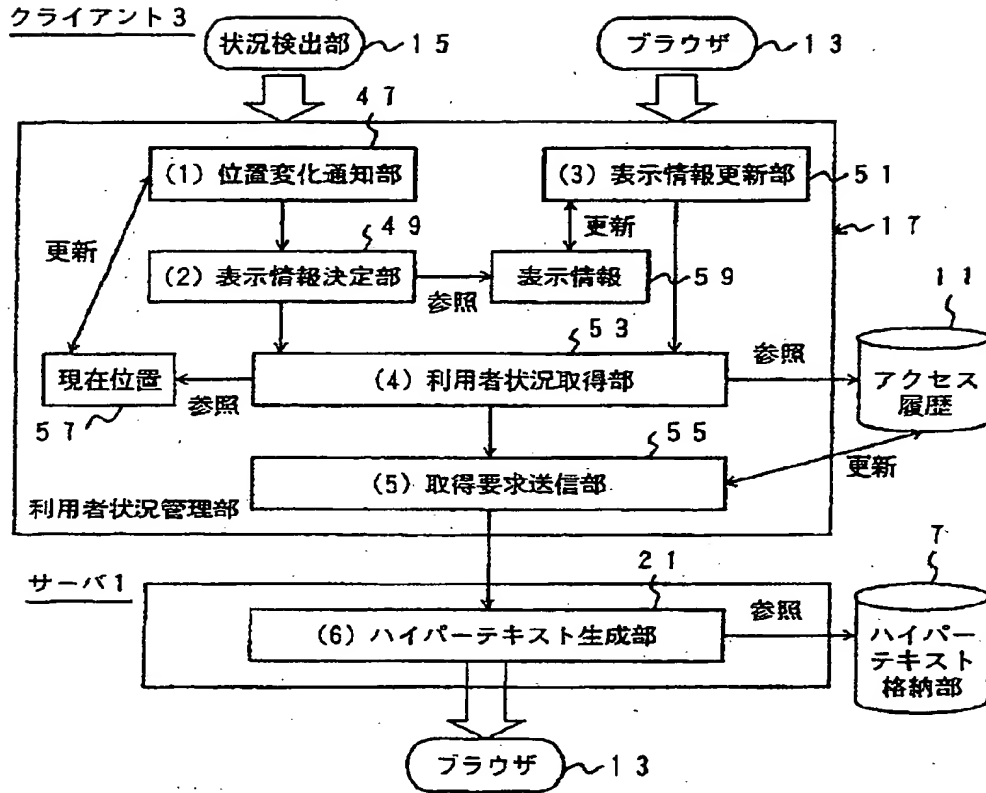 クライアント3
状況検出部
15
ブラウザ
13
47
(1) 位置変化通知部
(3) 表示情報更新部
51
17
更新
49
更新
(2) 表示情報決定部
参照
表示情報
59
11
53
現在位置
参照
(4) 利用者状況取得部
参照
アクセス
履歴
57
55
(5) 取得要求送信部
更新
利用者状況管理部
サーバ1
21
7
(6) ハイパーテキスト生成部
参照
ハイパー
テキスト
格納部
ブラウザ
13